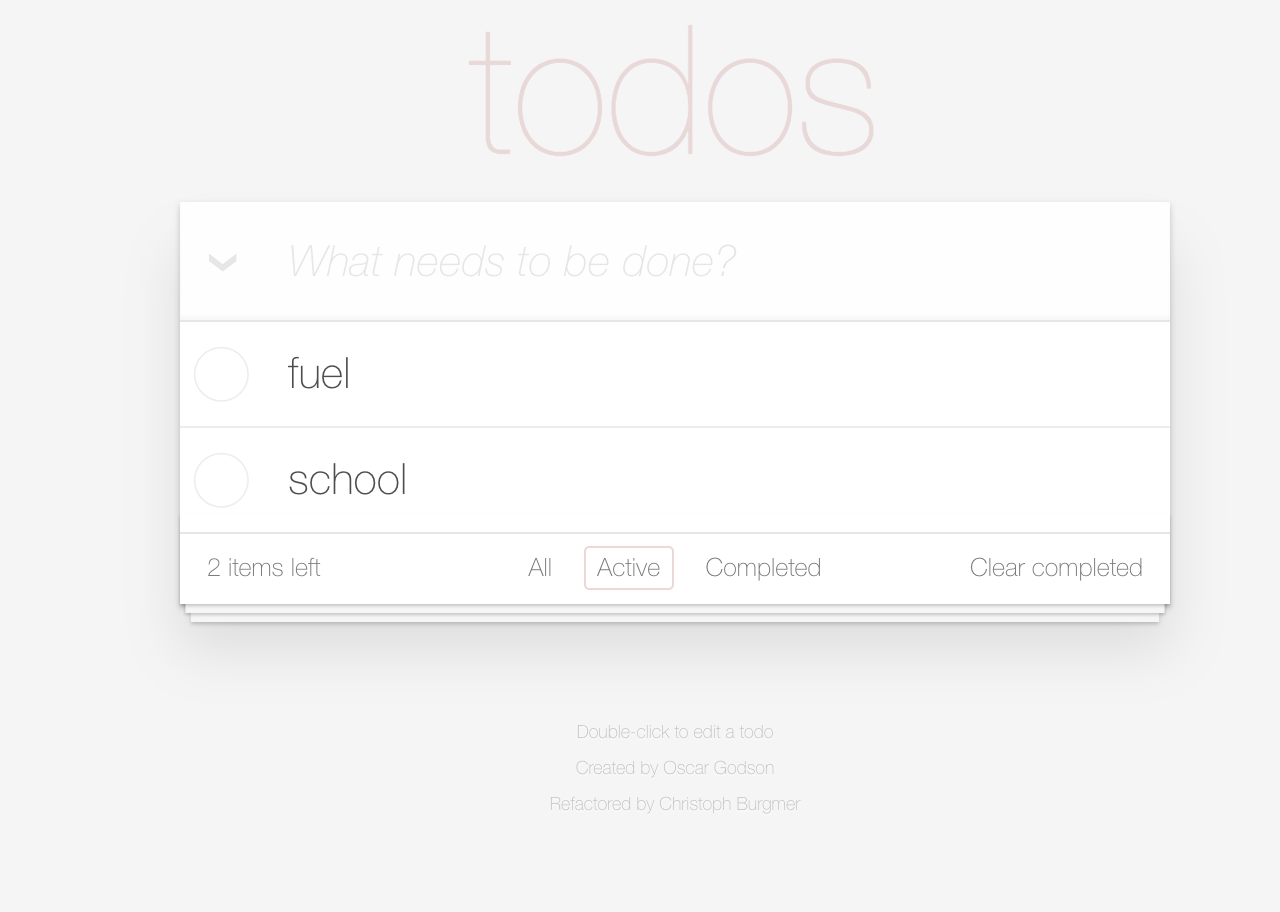 todos
What needs to be done?
fuel
school
2 items left All Active Completed Clear completed
Double-click to edit a todo
Created by Oscar Godson
Refactored by Christoph Burgmer